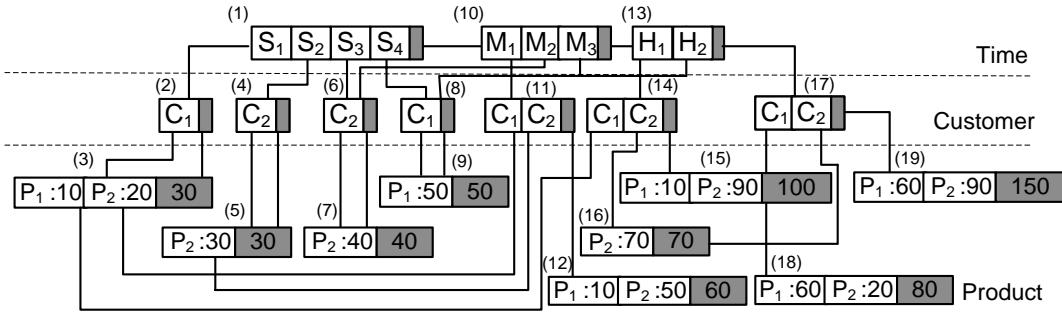 (1) (10) (13)
S1 S2 S3 S4 M1 M2 M3 H1 H2
Time
(2) (4) (6) (8) (11) (14) (17)
C1 C2 C2 C1 C1 C2 C1 C2 C1 C2
Customer
(3) (9) (15) (19)
P1 :10 P2 :20 30 P1 :50 50 P1 :10 P2 :90 100 P1 :60 P2 :90 150
(5) (7) (16)
P2 :30 30 P2 :40 40 P2 :70 70
(12) (18)
P1 :10 P2 :50 60 P1 :60 P2 :20 80 Product